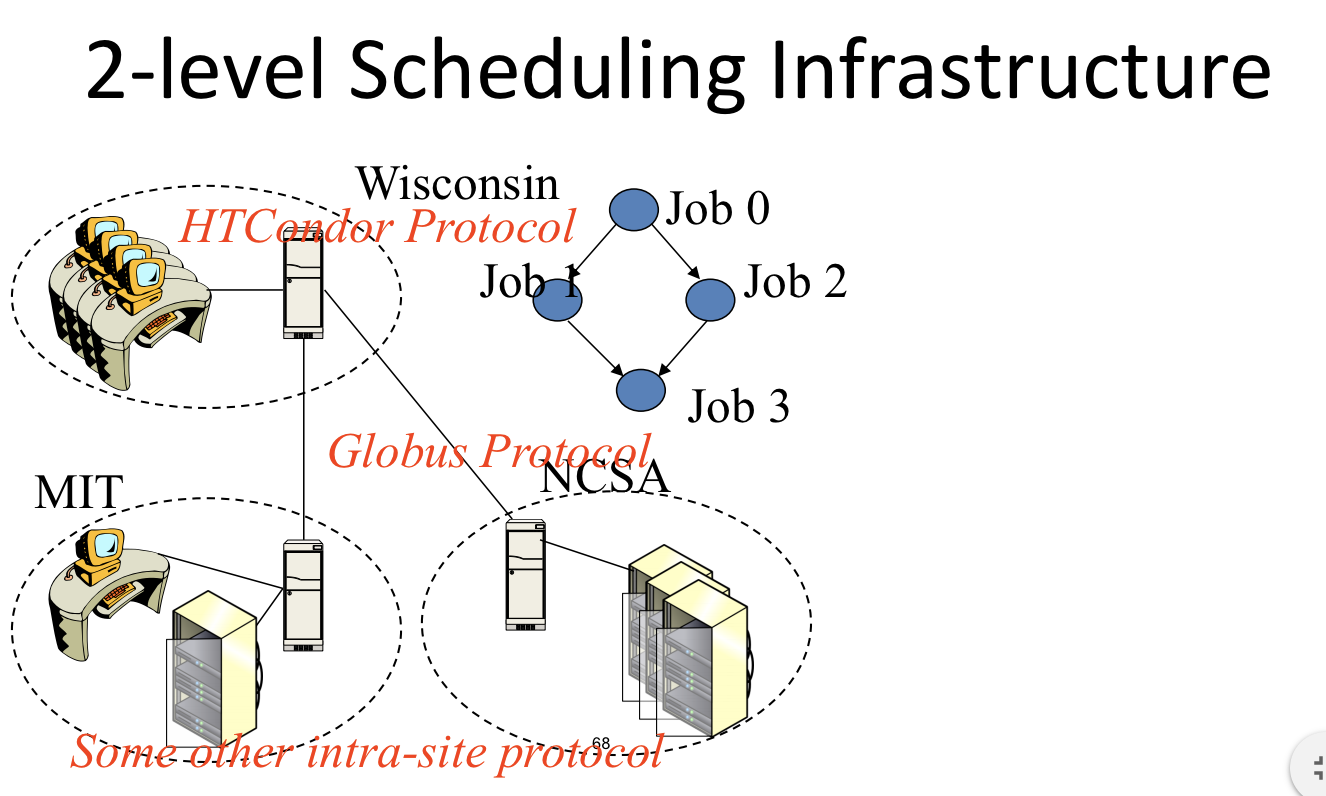 2-level Scheduling Infrastructure
Wisconsin
HTCondor Protocol
Job 0
Job 1
Job 2
Job 3
Globus Protocol
NCSA
MIT
Some other intra-site protocol
68